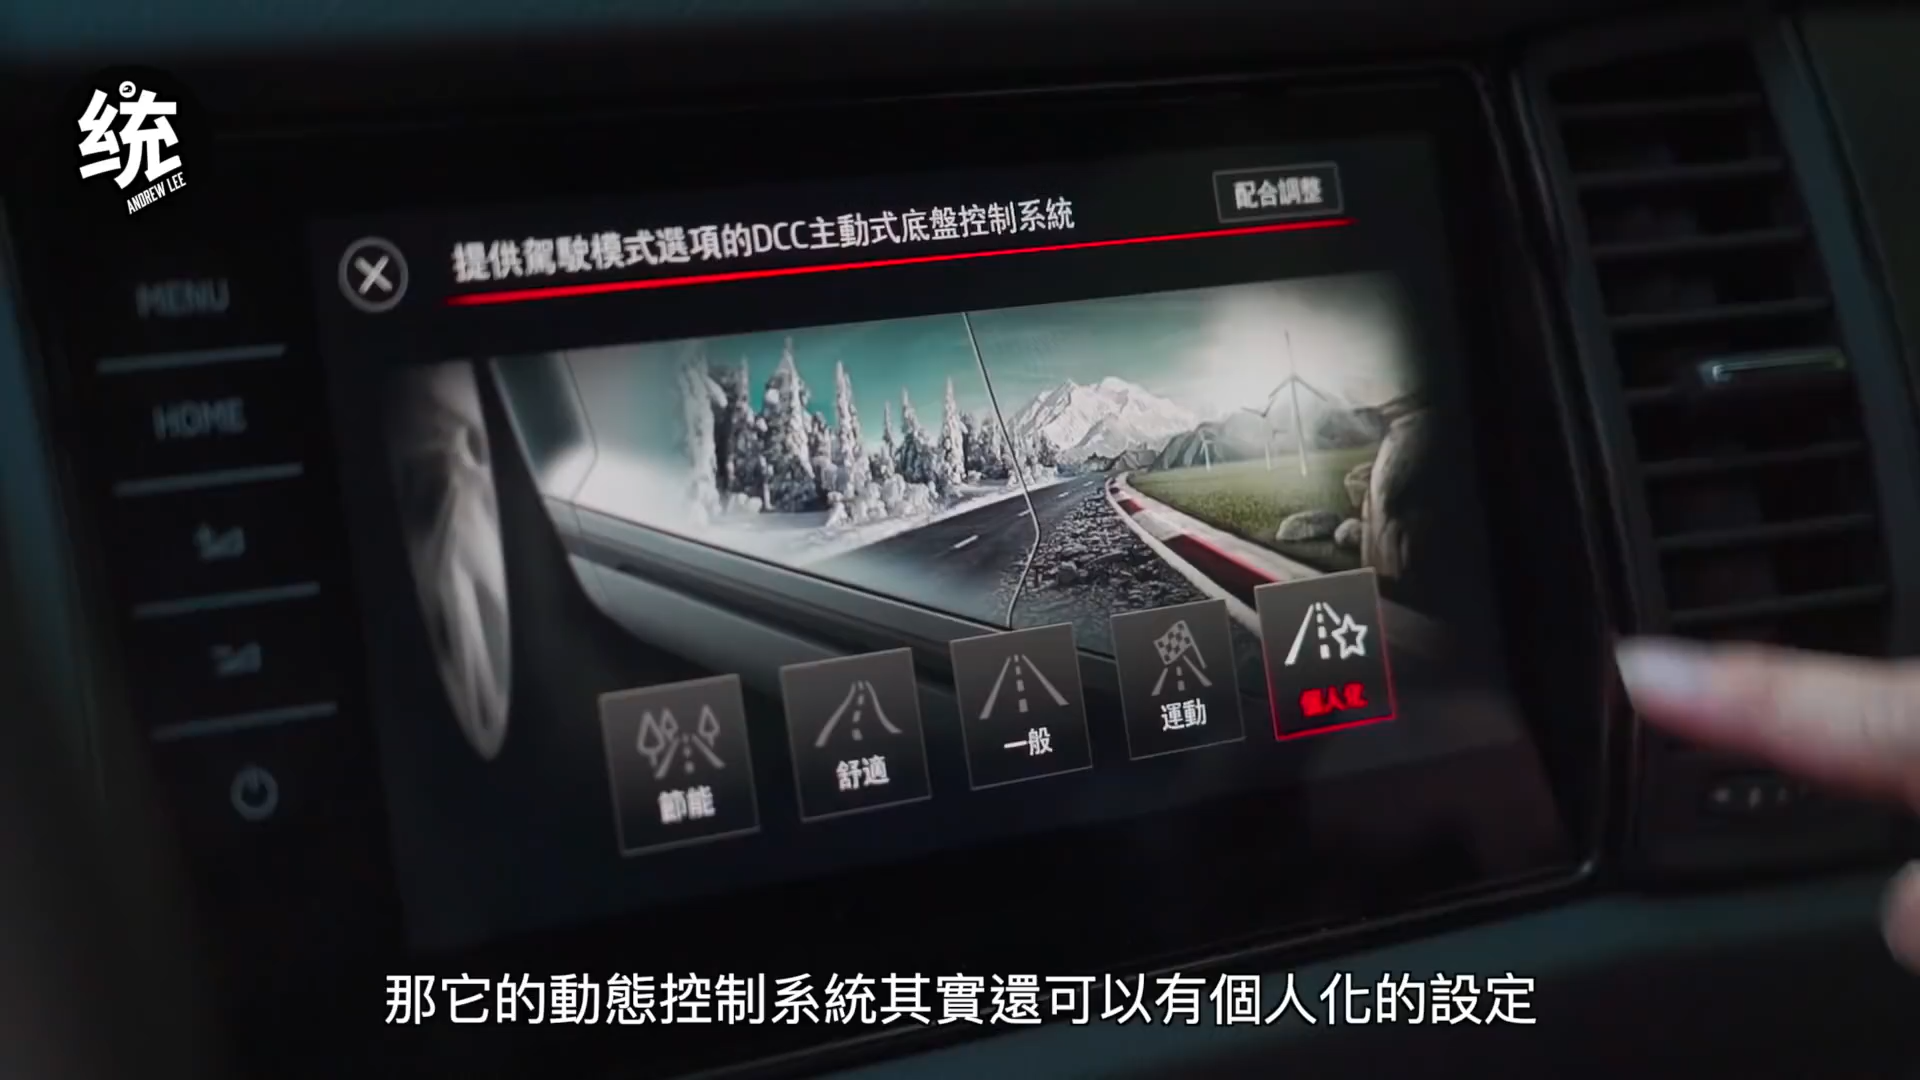 统
ANDREW LEE
配合調整
提供駕駛模式選項的DCC主動式底盤控制系統
MENU
HOME
節能
舒適
一般
運動
個人化
那它的動態控制系統其實還可以有個人化的設定